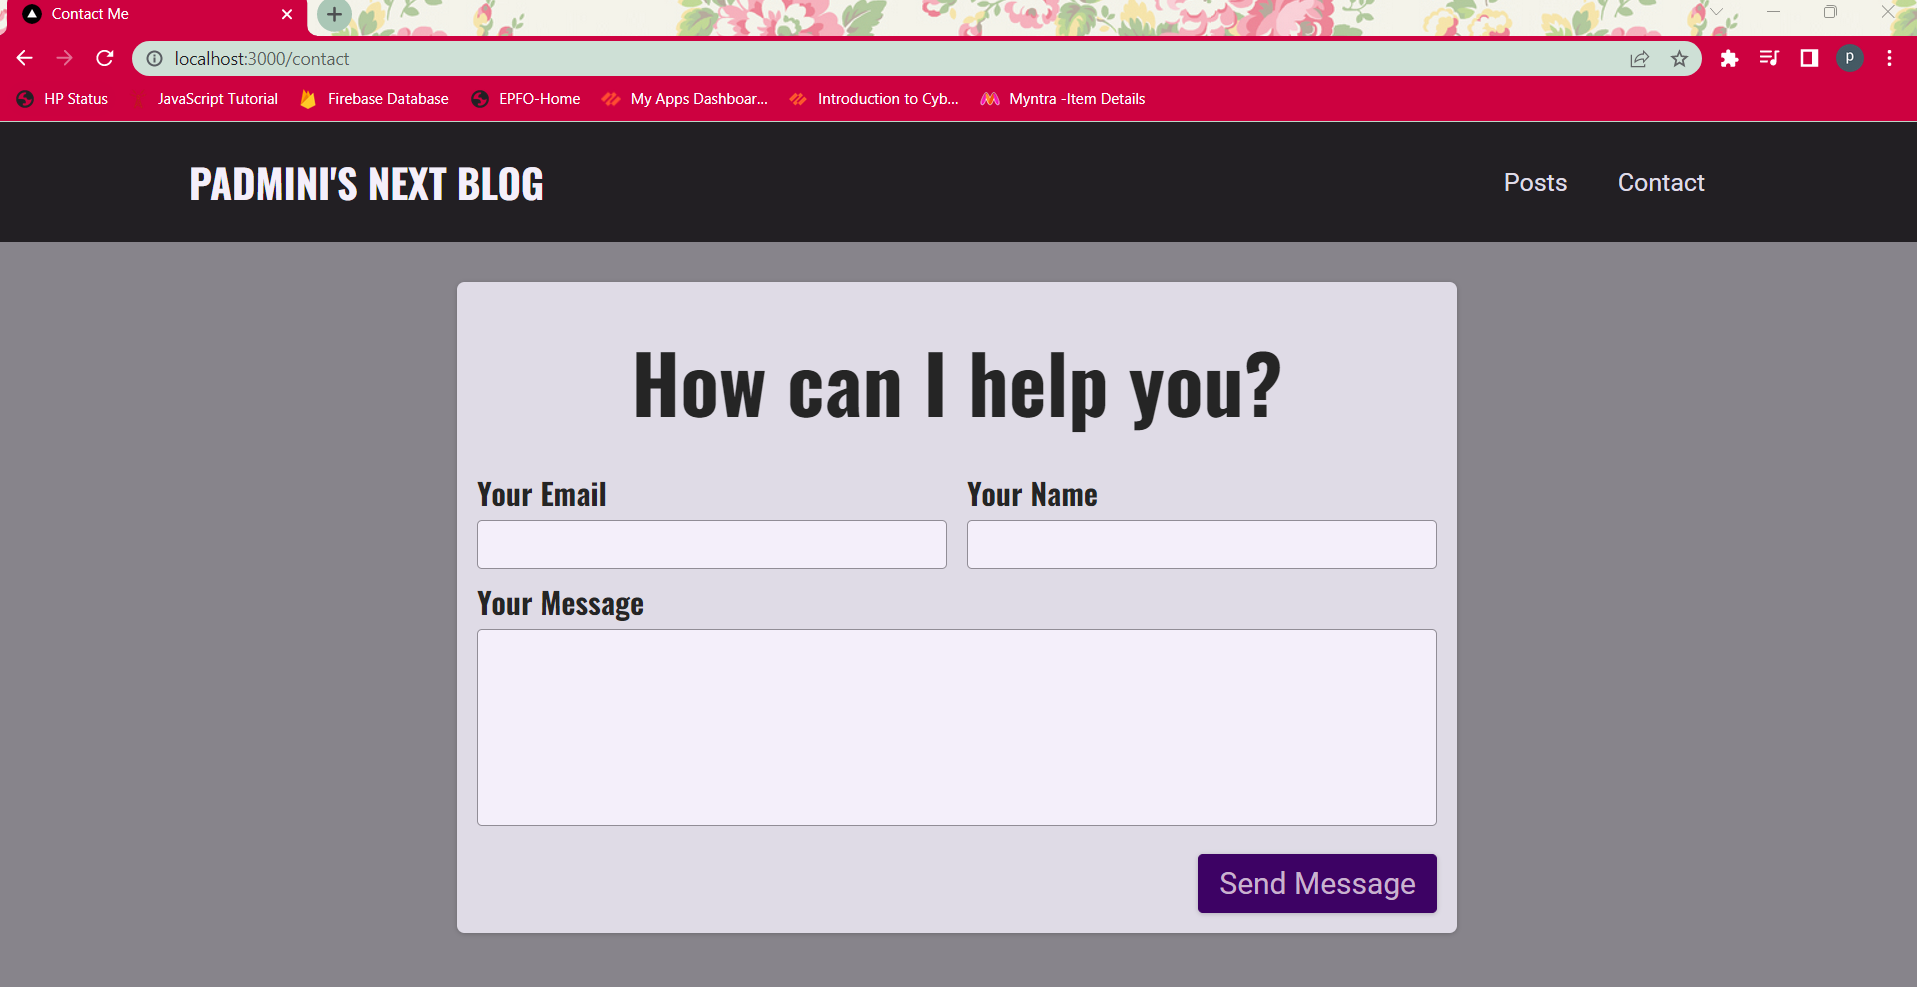 Contact Me
localhost:3000/contact
p
HP Status JavaScript Tutorial Firebase Database EPFO-Home My Apps Dashboar... Introduction to Cyb... Myntra -Item Details
PADMINI'S NEXT BLOG Posts Contact
How can I help you?
Your Email Your Name
Your Message
Send Message